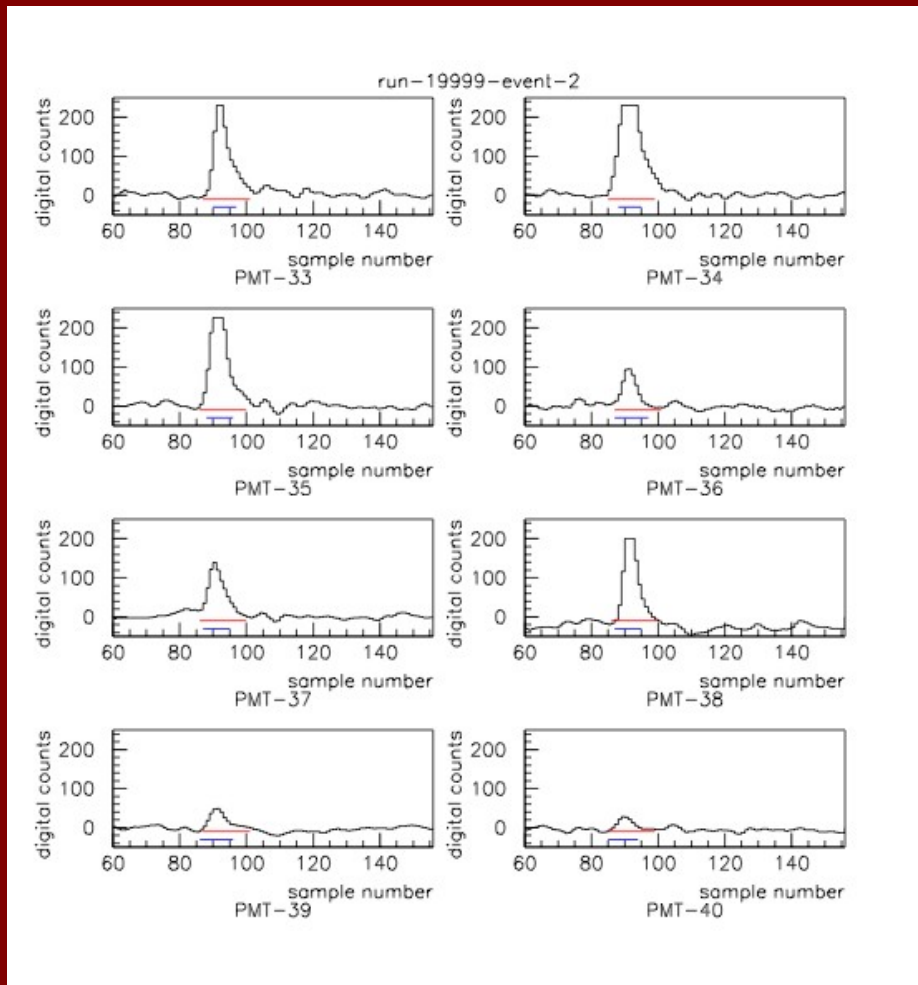 run-19999-event-2
digital counts
200
100
0
60 80 100 120 140
sample number
PMT-33
digital counts
200
100
0
60 80 100 120 140
sample number
PMT-34
digital counts
200
100
0
60 80 100 120 140
sample number
PMT-35
digital counts
200
100
0
60 80 100 120 140
sample number
PMT-36
digital counts
200
100
0
60 80 100 120 140
sample number
PMT-37
digital counts
200
100
0
60 80 100 120 140
sample number
PMT-38
digital counts
200
100
0
60 80 100 120 140
sample number
PMT-39
digital counts
200
100
0
60 80 100 120 140
sample number
PMT-40